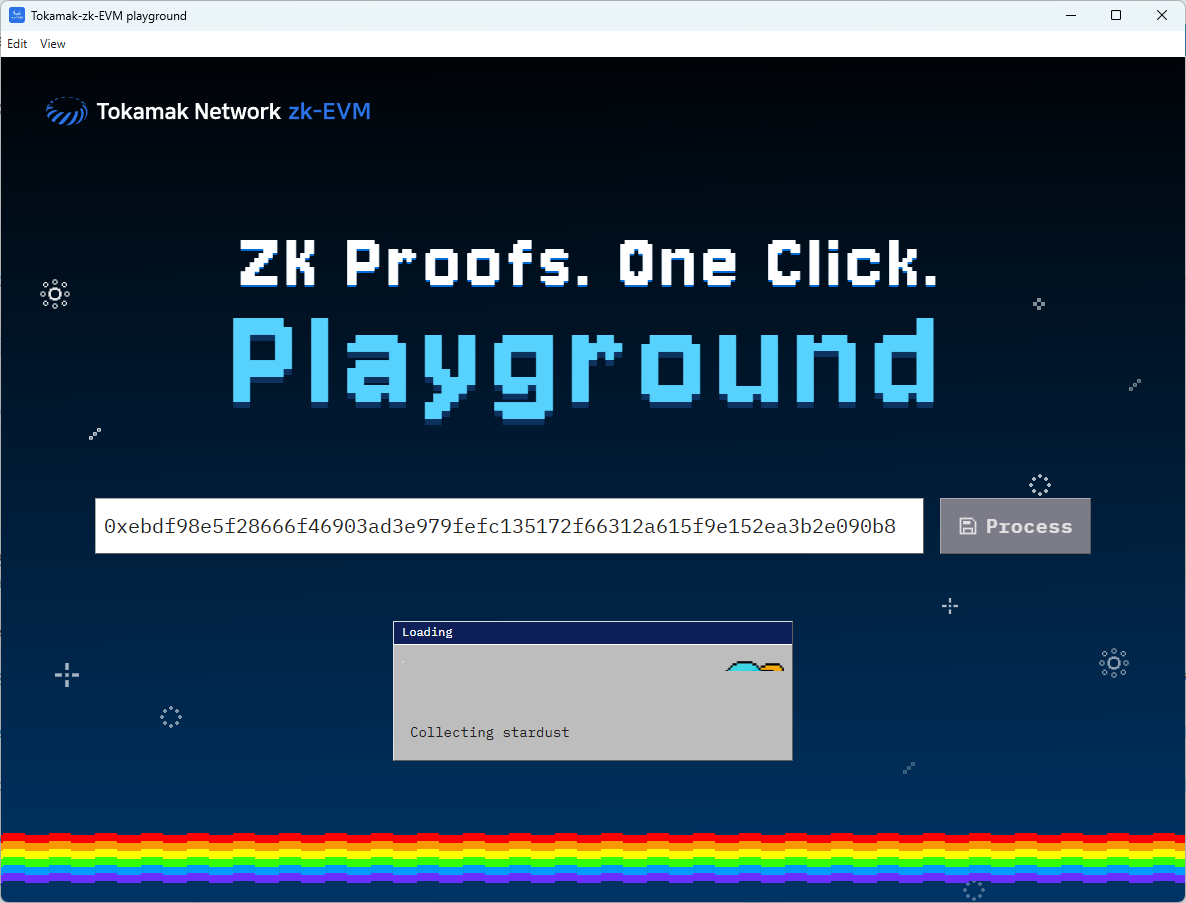 Tokamak-zk-EVM playground
Edit View
Tokamak Network zk-EVM
ZK Proofs. One Click.
Playground
0xebdf98e5f28666f46903ad3e979fefc135172f66312a615f9e152ea3b2e090b8
Process
Loading
Collecting stardust